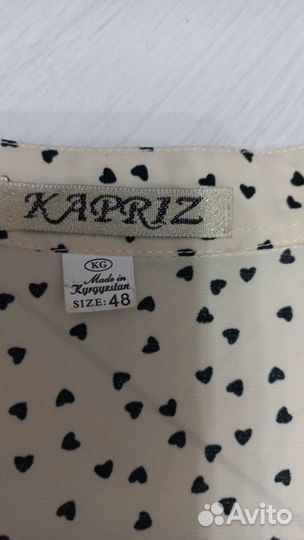 KAPRIZ
KG
Made in
Kyrgyzstan
SIZE: 48
Avito